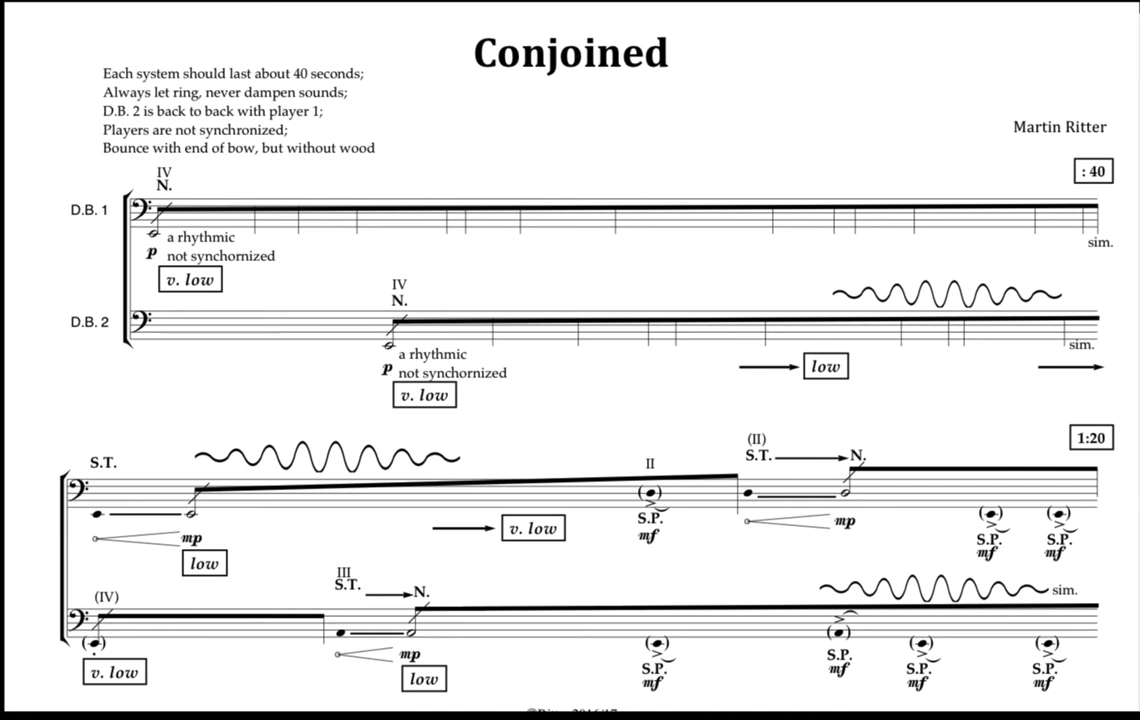 Conjoined
Each system should last about 40 seconds;
Always let ring, never dampen sounds;
D.B. 2 is back to back with player 1;
Players are not synchronized;
Bounce with end of bow, but without wood
Martin Ritter
: 40
IV
N.
D.B. 1
a rhythmic
p not synchornized
v. low
sim.
IV
N.
D.B. 2
a rhythmic
p not synchornized
v. low
low
sim.
1:20
S.T.
II
(II)
S.T. N.
mp
low
v. low
S.P.
mf
mp
S.P.
mf
S.P.
mf
(IV)
v. low
III
S.T. N.
mp
low
S.P.
mf
sim.
S.P.
mf
S.P.
mf
S.P.
mf